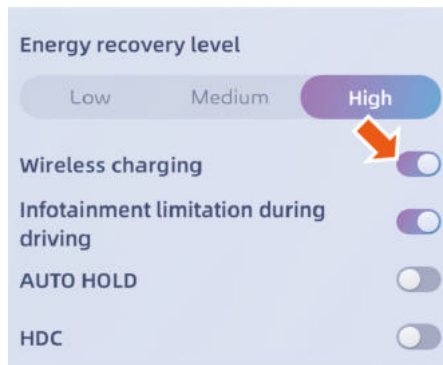 Energy recovery level
Low Medium High
Wireless charging
Infotainment limitation during
driving
AUTO HOLD
HDC